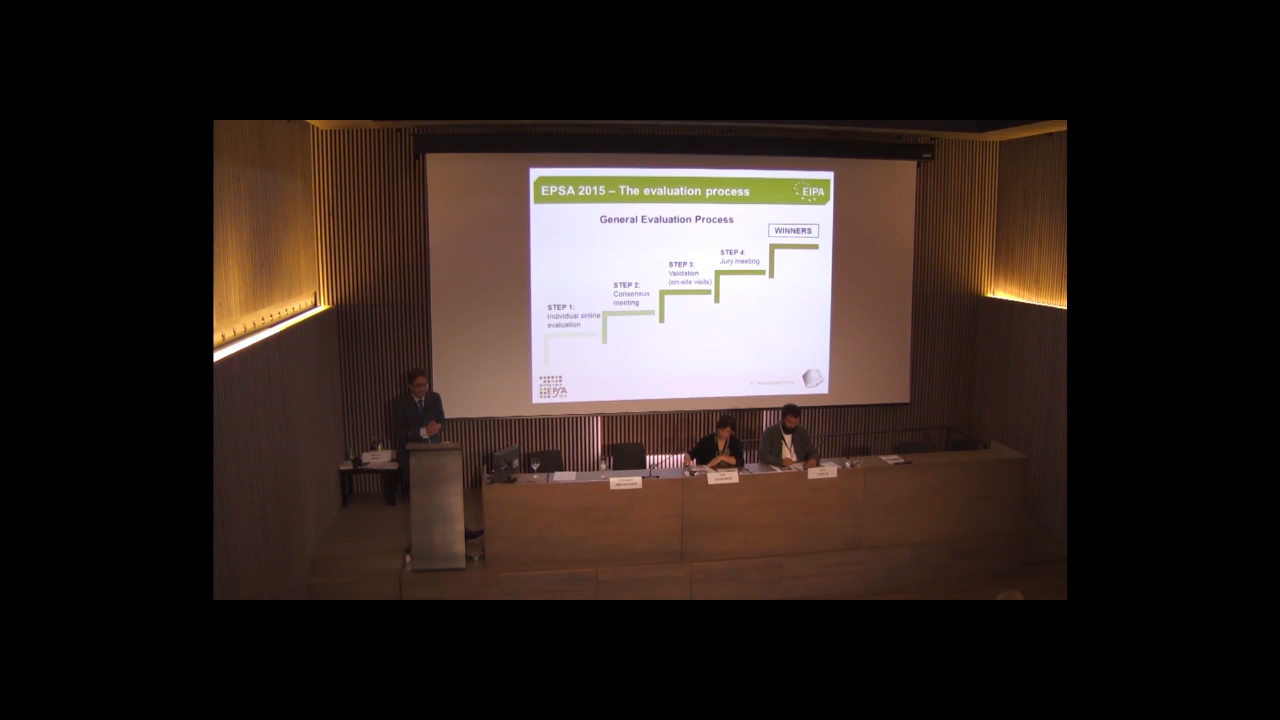 EPSA 2015 – The evaluation process
EIPA
General Evaluation Process
WINNERS
STEP 4:
Jury meeting
STEP 3:
Validation
(on-site visits)
STEP 2:
Consensus
meeting
STEP 1:
Individual online
evaluation
EPSA